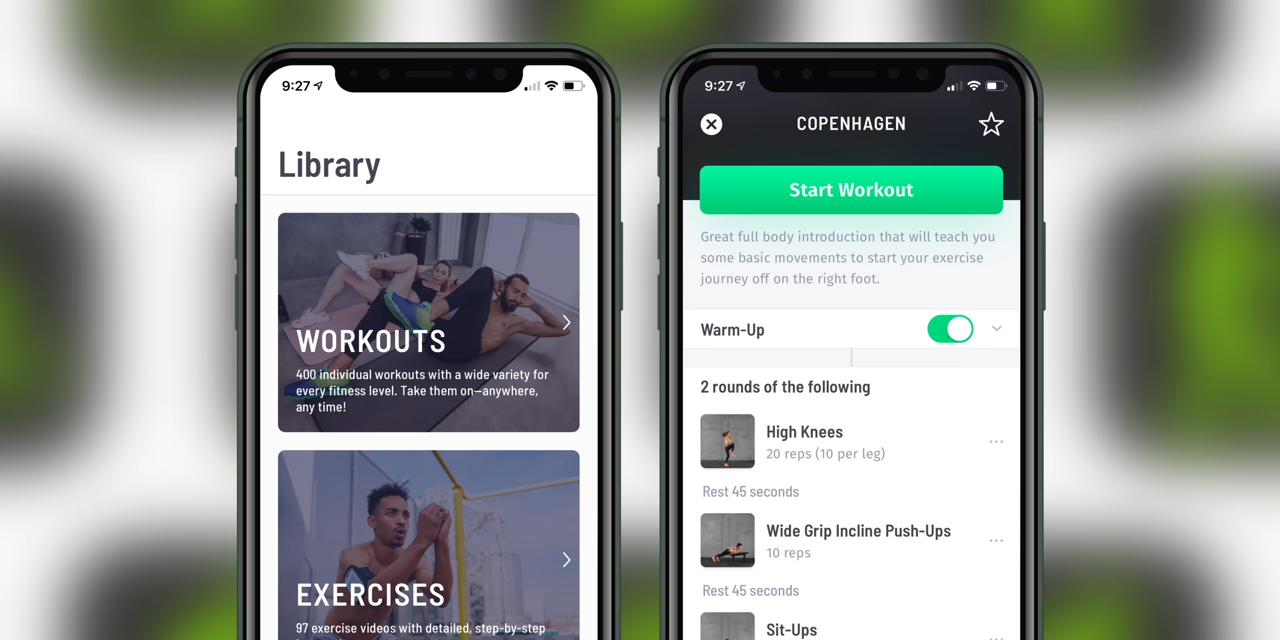 9:27
Library
WORKOUTS
400 individual workouts with a wide variety for
every fitness level. Take them on—anywhere,
any time!
EXERCISES
97 exercise videos with detailed, step-by-step
9:27
COPENHAGEN
Start Workout
Great full body introduction that will teach you
some basic movements to start your exercise
journey off on the right foot.
Warm-Up
2 rounds of the following
High Knees
20 reps (10 per leg)
Rest 45 seconds
Wide Grip Incline Push-Ups
10 reps
Rest 45 seconds
Sit-Ups